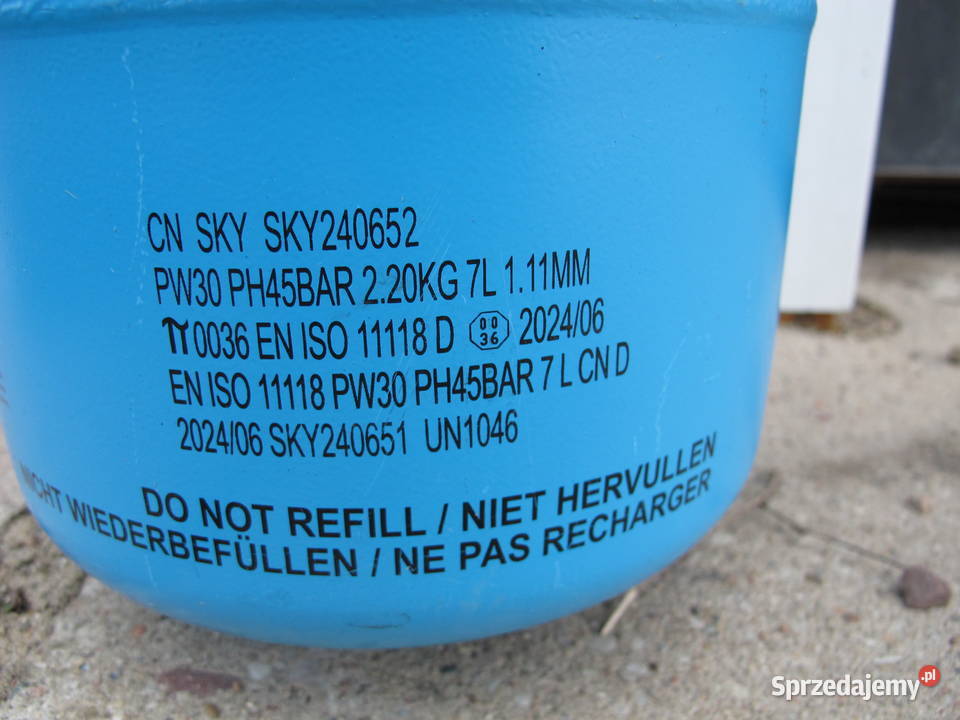 CN SKY SKY240652
PW30 PH45BAR 2.20KG 7L 1.11MM
π0036 EN ISO 11118 D 0036 2024/06
EN ISO 11118 PW30 PH45BAR 7 L CN D
2024/06 SKY240651 UN1046
DO NOT REFILL / NIET HERVULLEN
NICHT WIEDERBEFÜLLEN / NE PAS RECHARGER
Sprzedajemy.pl